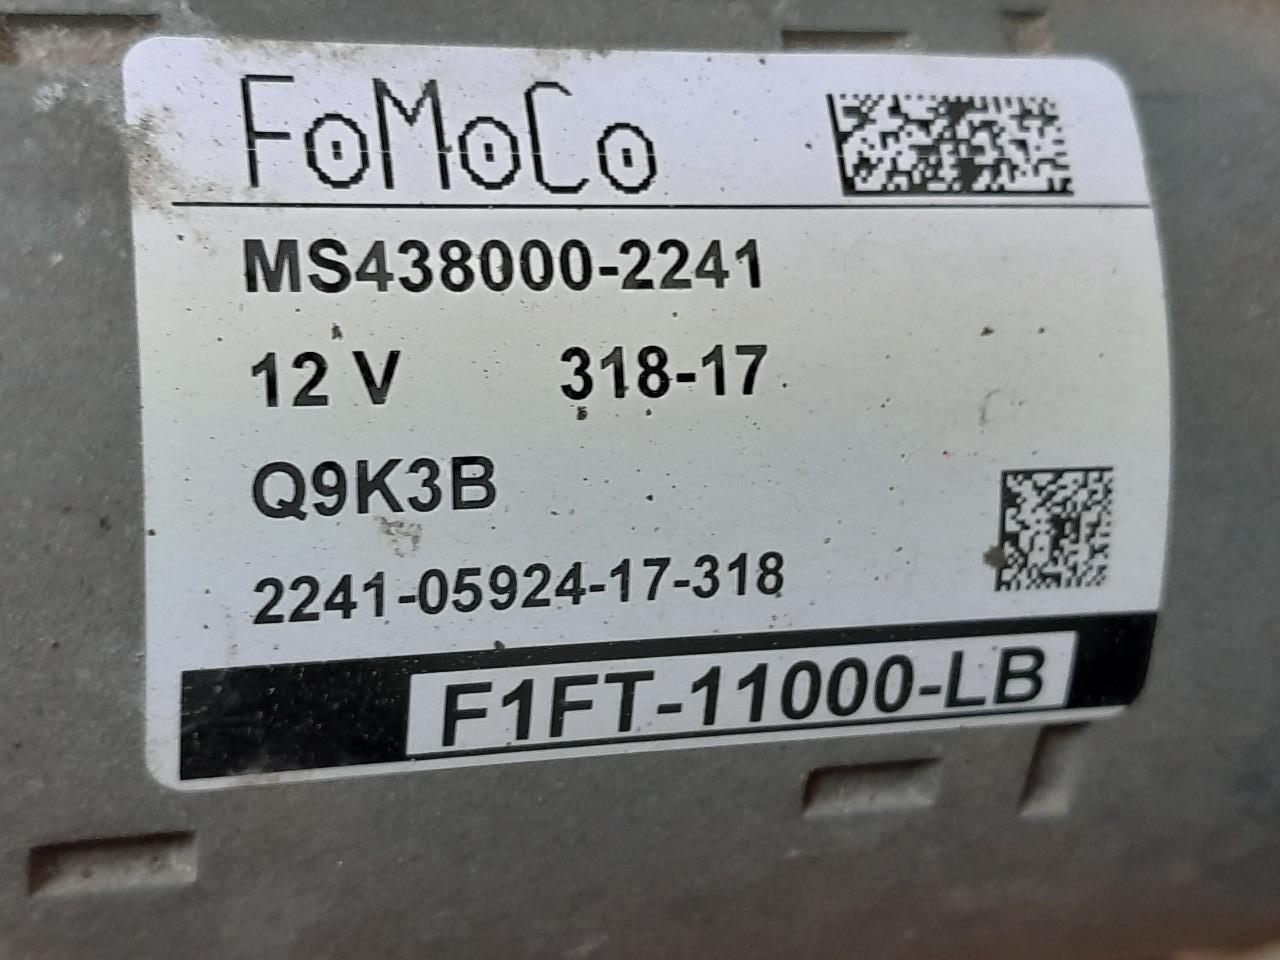 FoMoCo
MS438000-2241
12 V 318-17
Q9K3B
2241-05924-17-318
F1FT-11000-LB